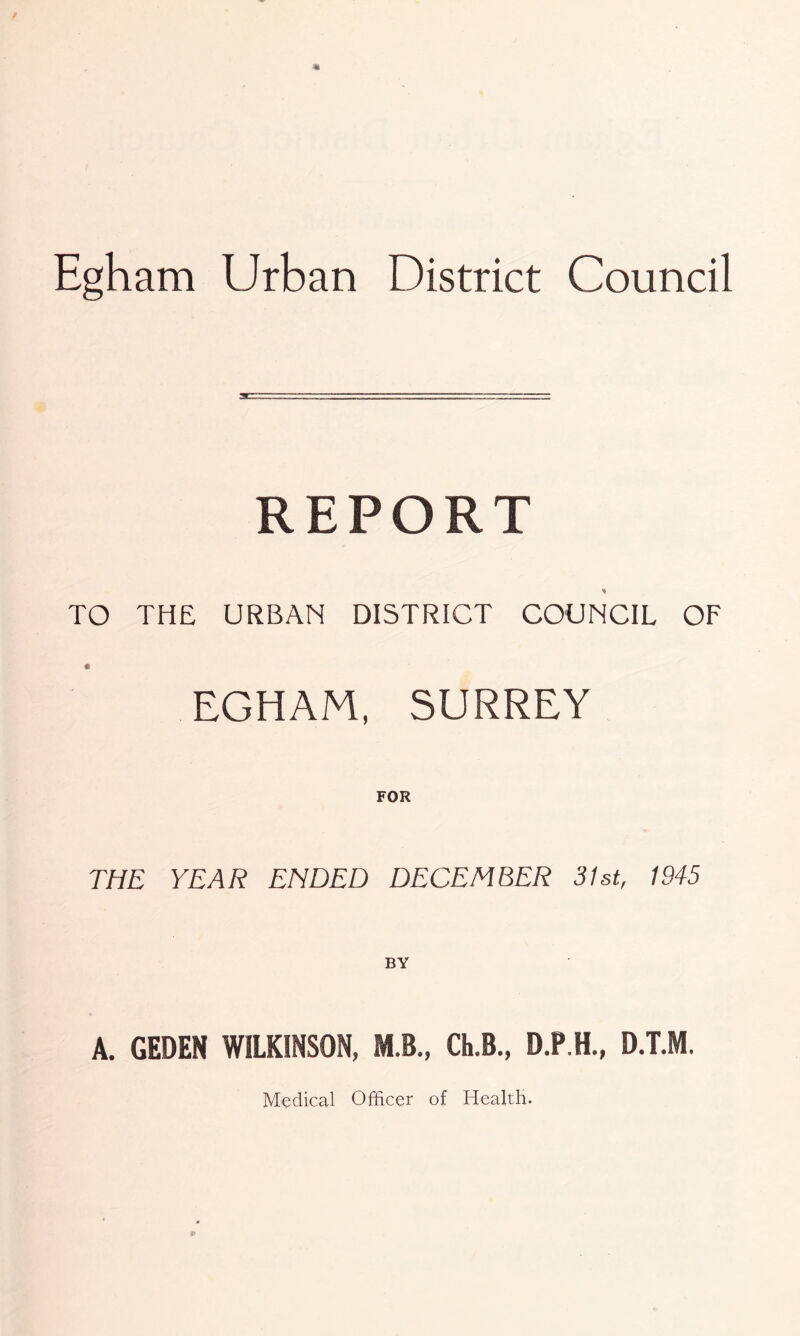 Egham Urban District Council
REPORT
TO THE URBAN DISTRICT COUNCIL OF
EGHAM, SURREY
FOR
THE YEAR ENDED DECEMBER 31st, 1945
BY
A. GEDEN WILKINSON, M.B., Ch.B., D.P.H., D.T.M.
Medical Officer of Health.